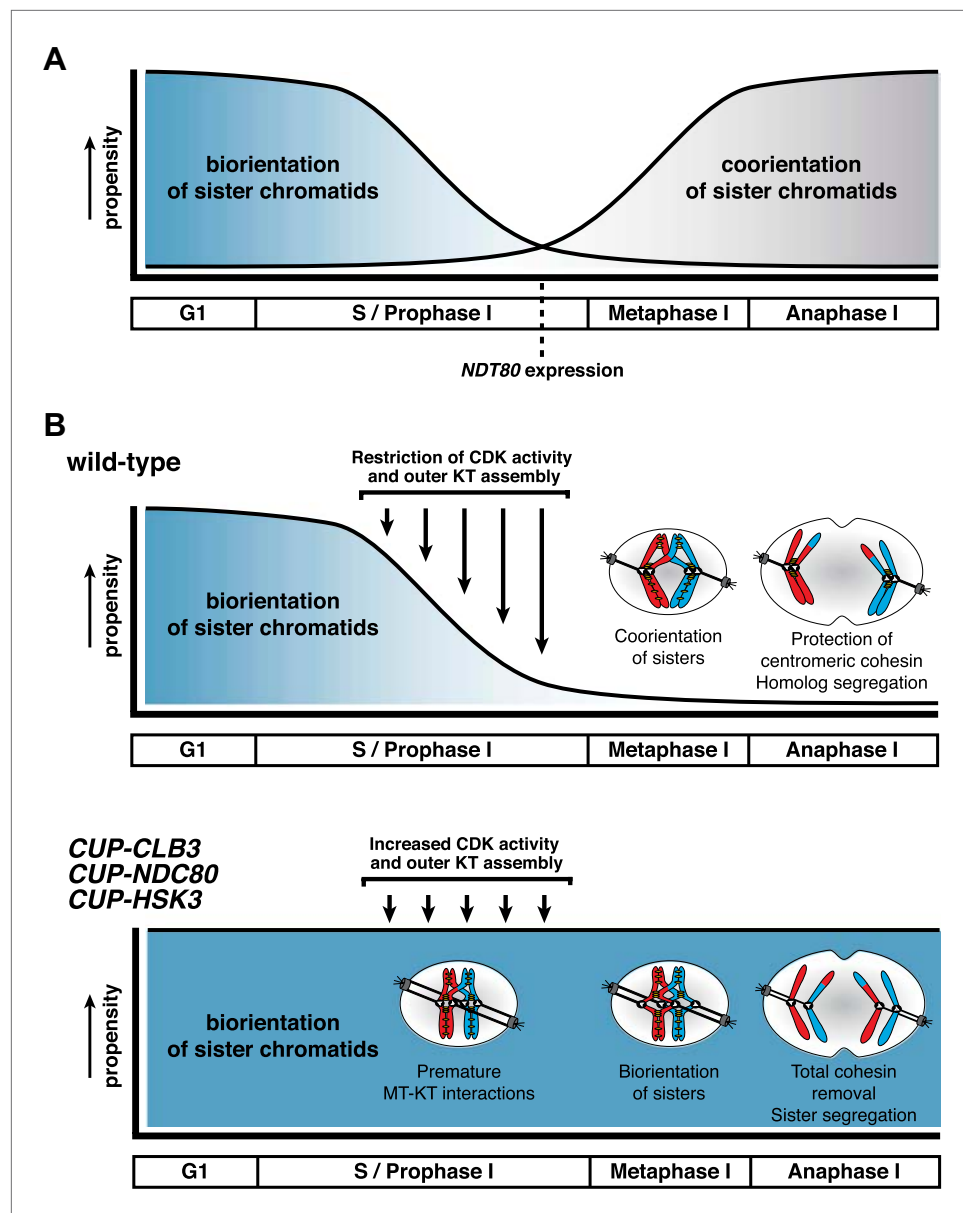 A
propensity
biorientation
of sister chromatids
coorientation
of sister chromatids
G1
S / Prophase I
Metaphase I
Anaphase I
NDT80 expression
B
wild-type
Restriction of CDK activity
and outer KT assembly
propensity
biorientation
of sister chromatids
Coorientation
of sisters
Protection of
centromeric cohesin
Homolog segregation
G1
S / Prophase I
Metaphase I
Anaphase I
CUP-CLB3
CUP-NDC80
CUP-HSK3
Increased CDK activity
and outer KT assembly
propensity
biorientation
of sister chromatids
Premature
MT-KT interactions
Biorientation
of sisters
Total cohesin
removal
Sister segregation
G1
S / Prophase I
Metaphase I
Anaphase I